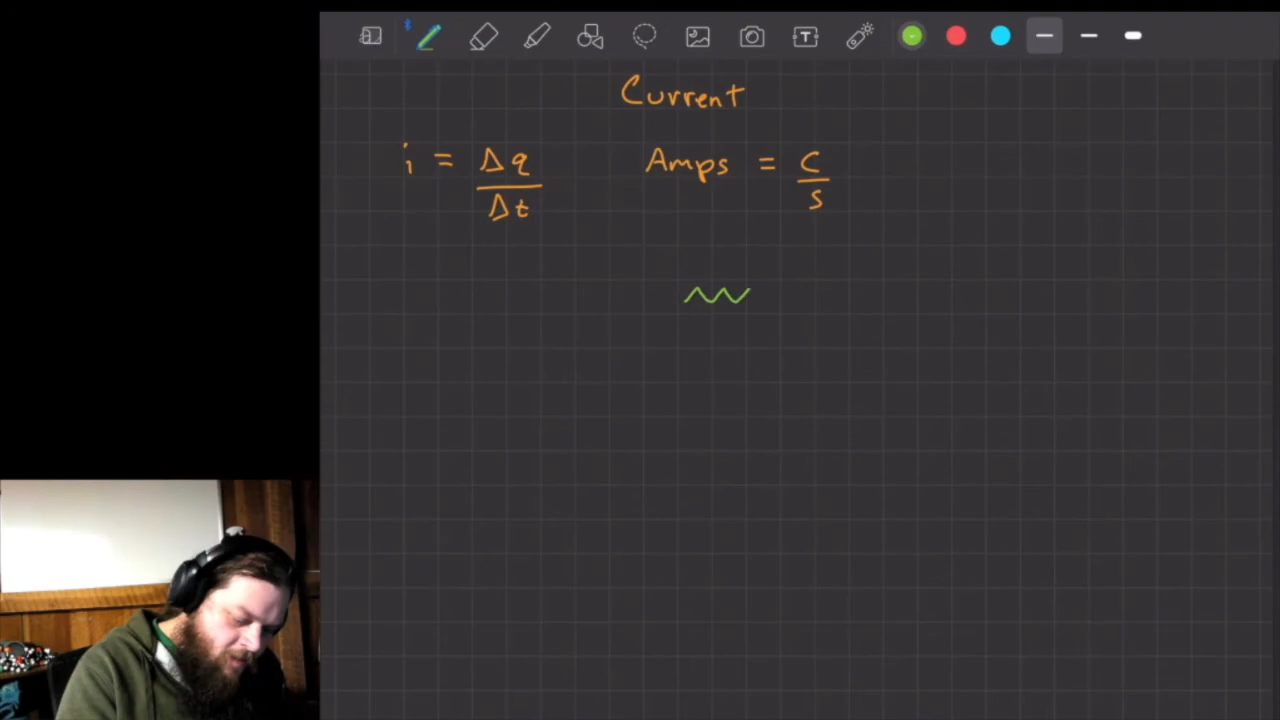 T
Current
i = Δq / Δt Amps = C / s